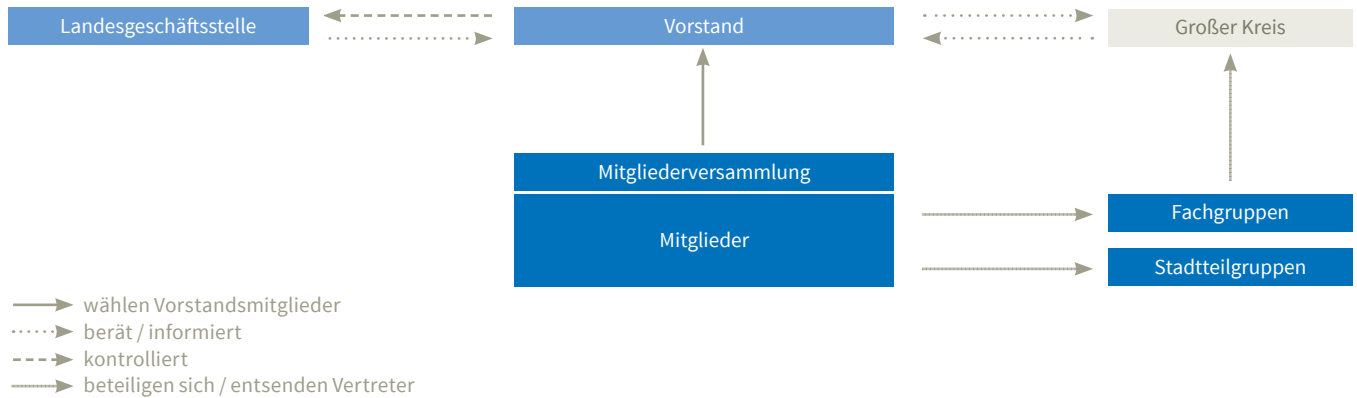 Landesgeschäftsstelle
Vorstand
Großer Kreis
Mitgliederversammlung
Mitglieder
Fachgruppen
Stadtteilgruppen
wählen Vorstandsmitglieder
berät / informiert
kontrolliert
beteiligen sich / entsenden Vertreter